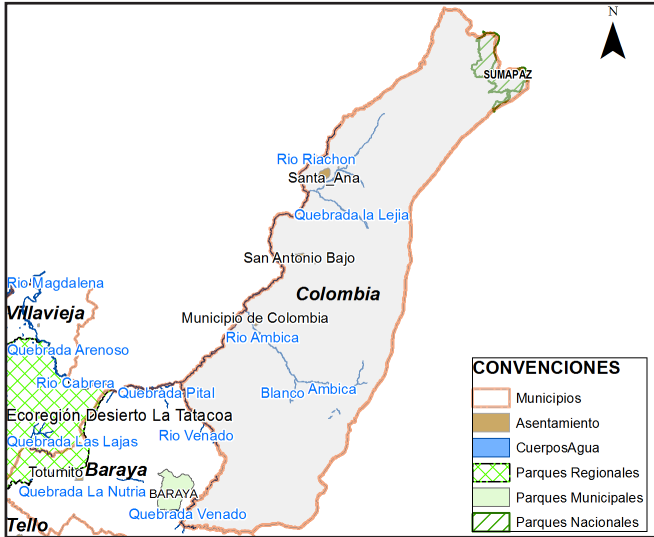 N
SUMAPAZ
Rio Riachon
Santa_Ana
Quebrada la Lejia
San Antonio Bajo
Rio Magdalena
Colombia
Villavieja
Municipio de Colombia
Rio Ambica
Quebrada Arenoso
Rio Cabrera
Quebrada Pital
Blanco
Ambica
Ecoregión Desierto La Tatacoa
Rio Venado
Quebrada Las Lajas
Totumito
Baraya
Quebrada La Nutria
BARAYA
Quebrada Venado
Tello
CONVENCIONES
Municipios
Asentamiento
CuerposAgua
Parques Regionales
Parques Municipales
Parques Nacionales